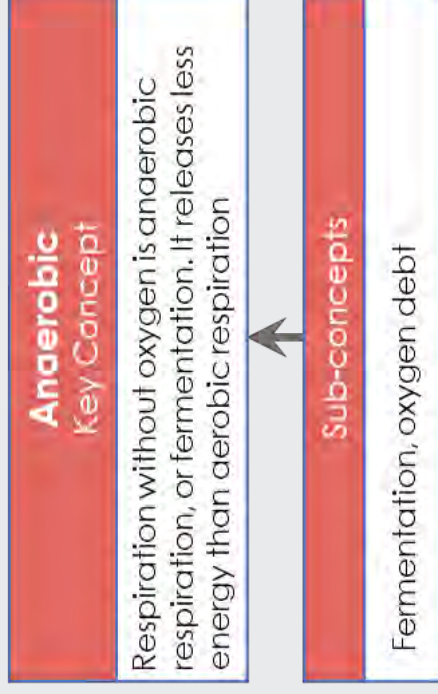 Anaerobic
Key Concept
Respiration without oxygen is anaerobic
respiration, or fermentation. It releases less
energy than aerobic respiration
Sub-concepts
Fermentation, oxygen debt